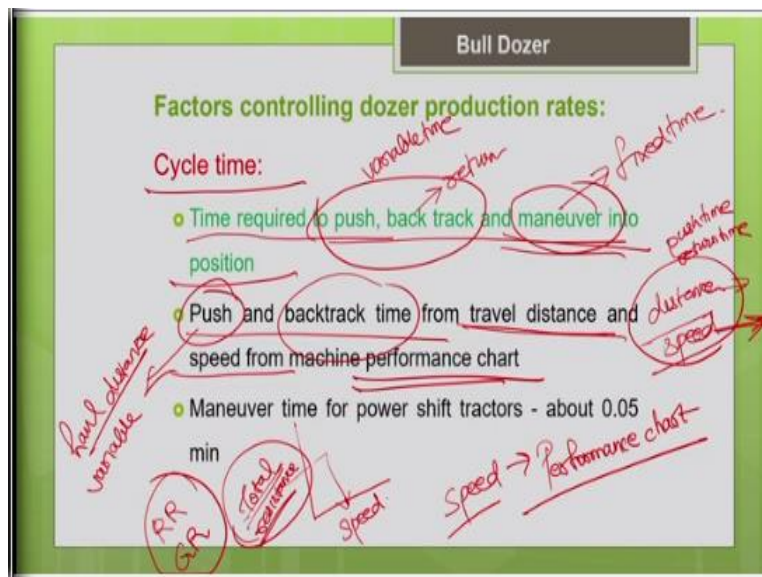 Bull Dozer
Factors controlling dozer production rates:
variable time
return
fixed time.
Cycle time:
Time required to push, back track and maneuver into
position
push time
return time
Push and backtrack time from travel distance and
distance
speed from machine performance chart
speed
haul distance
variable
Maneuver time for power shift tractors - about 0.05
min
RR
GR
Total
resistance
speed.
speed → Performance chart